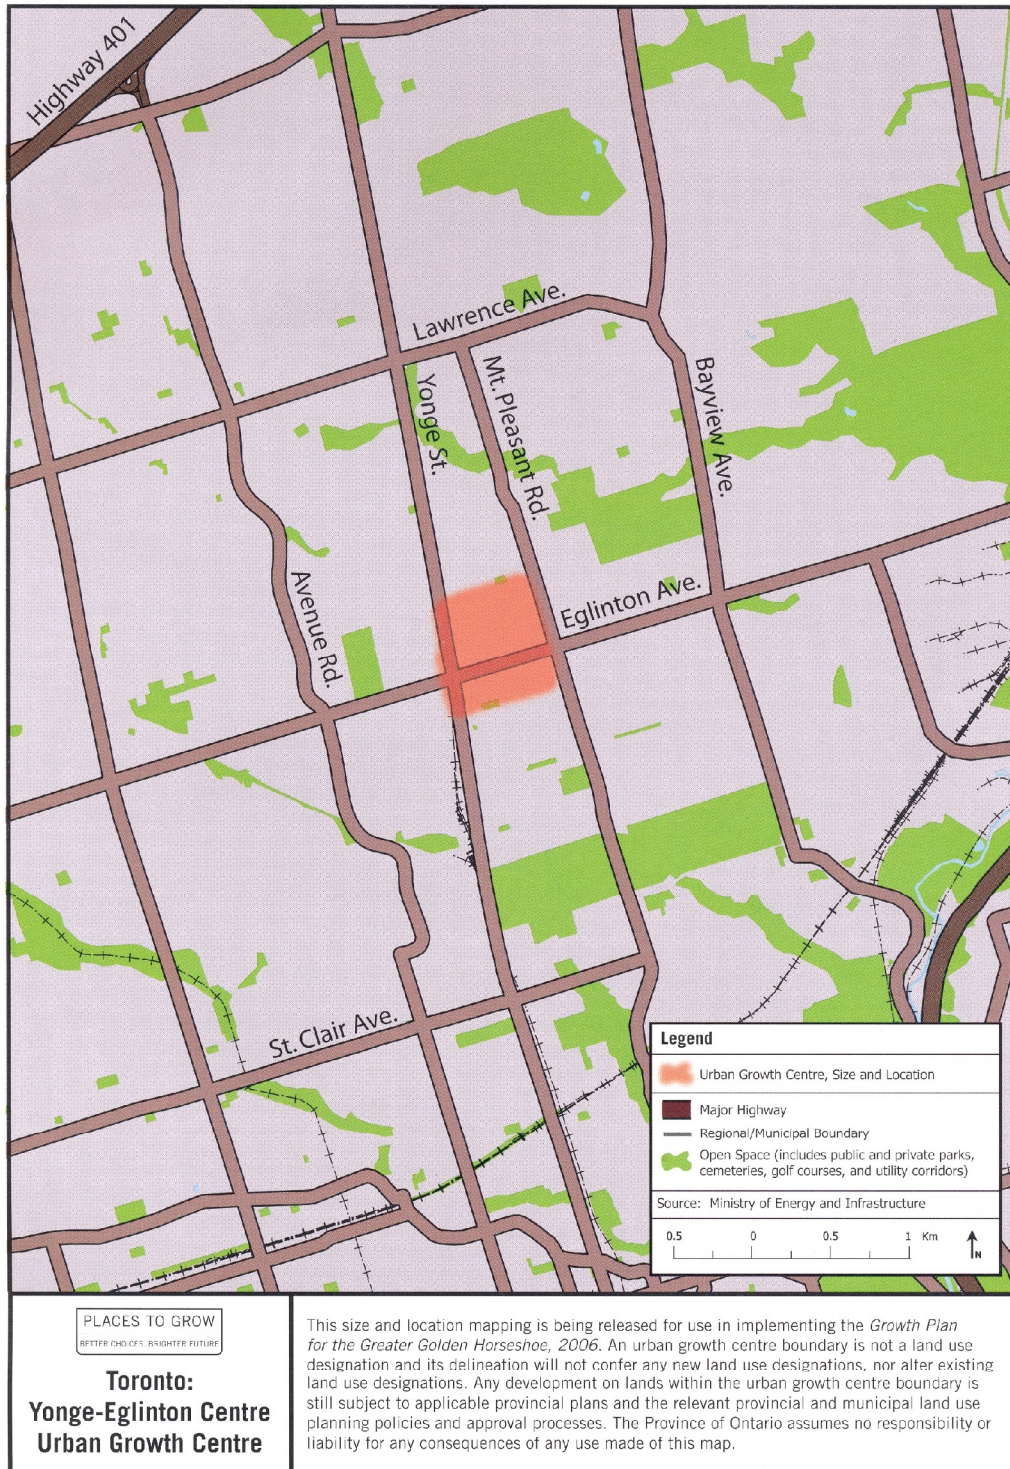 Highway 401
Lawrence Ave.
Yonge St.
Mt. Pleasant Rd.
Bayview Ave.
Avenue Rd.
Eglinton Ave.
St. Clair Ave.
Legend
Urban Growth Centre, Size and Location
Major Highway
Regional/Municipal Boundary
Open Space (includes public and private parks,
cemeteries, golf courses, and utility corridors)
Source: Ministry of Energy and Infrastructure
0.5 0 0.5 1 Km
N
PLACES TO GROW
BETTER CHOICES. BRIGHTER FUTURE
Toronto:
Yonge-Eglinton Centre
Urban Growth Centre
This size and location mapping is being released for use in implementing the Growth Plan
for the Greater Golden Horseshoe, 2006. An urban growth centre boundary is not a land use
designation and its delineation will not confer any new land use designations, nor alter existing
land use designations. Any development on lands within the urban growth centre boundary is
still subject to applicable provincial plans and the relevant provincial and municipal land use
planning policies and approval processes. The Province of Ontario assumes no responsibility or
liability for any consequences of any use made of this map.